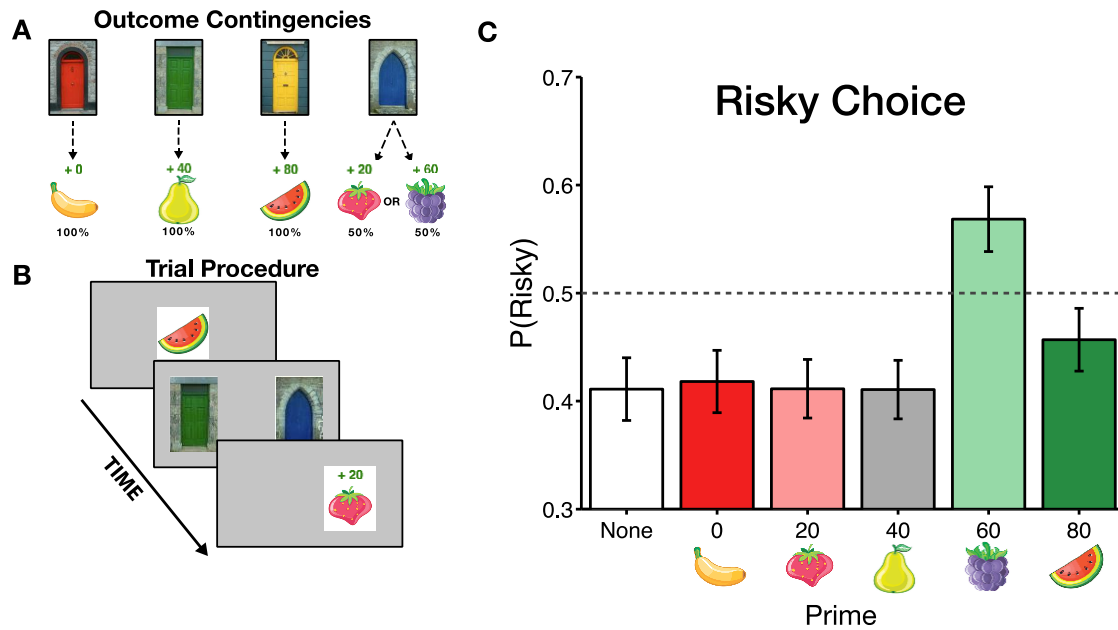 A
Outcome Contingencies
+ 0
+ 40
+ 80
+ 20
+ 60
OR
100%
100%
100%
50%
50%
B
Trial Procedure
TIME
+ 20
C
Risky Choice
P(Risky)
0.7
0.6
0.5
0.4
0.3
None
0
20
40
60
80
Prime